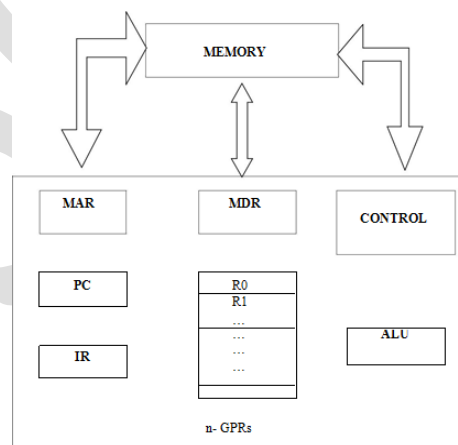 MEMORY
MAR
MDR
CONTROL
PC
R0
R1
...
...
...
...
IR
ALU
n- GPRs